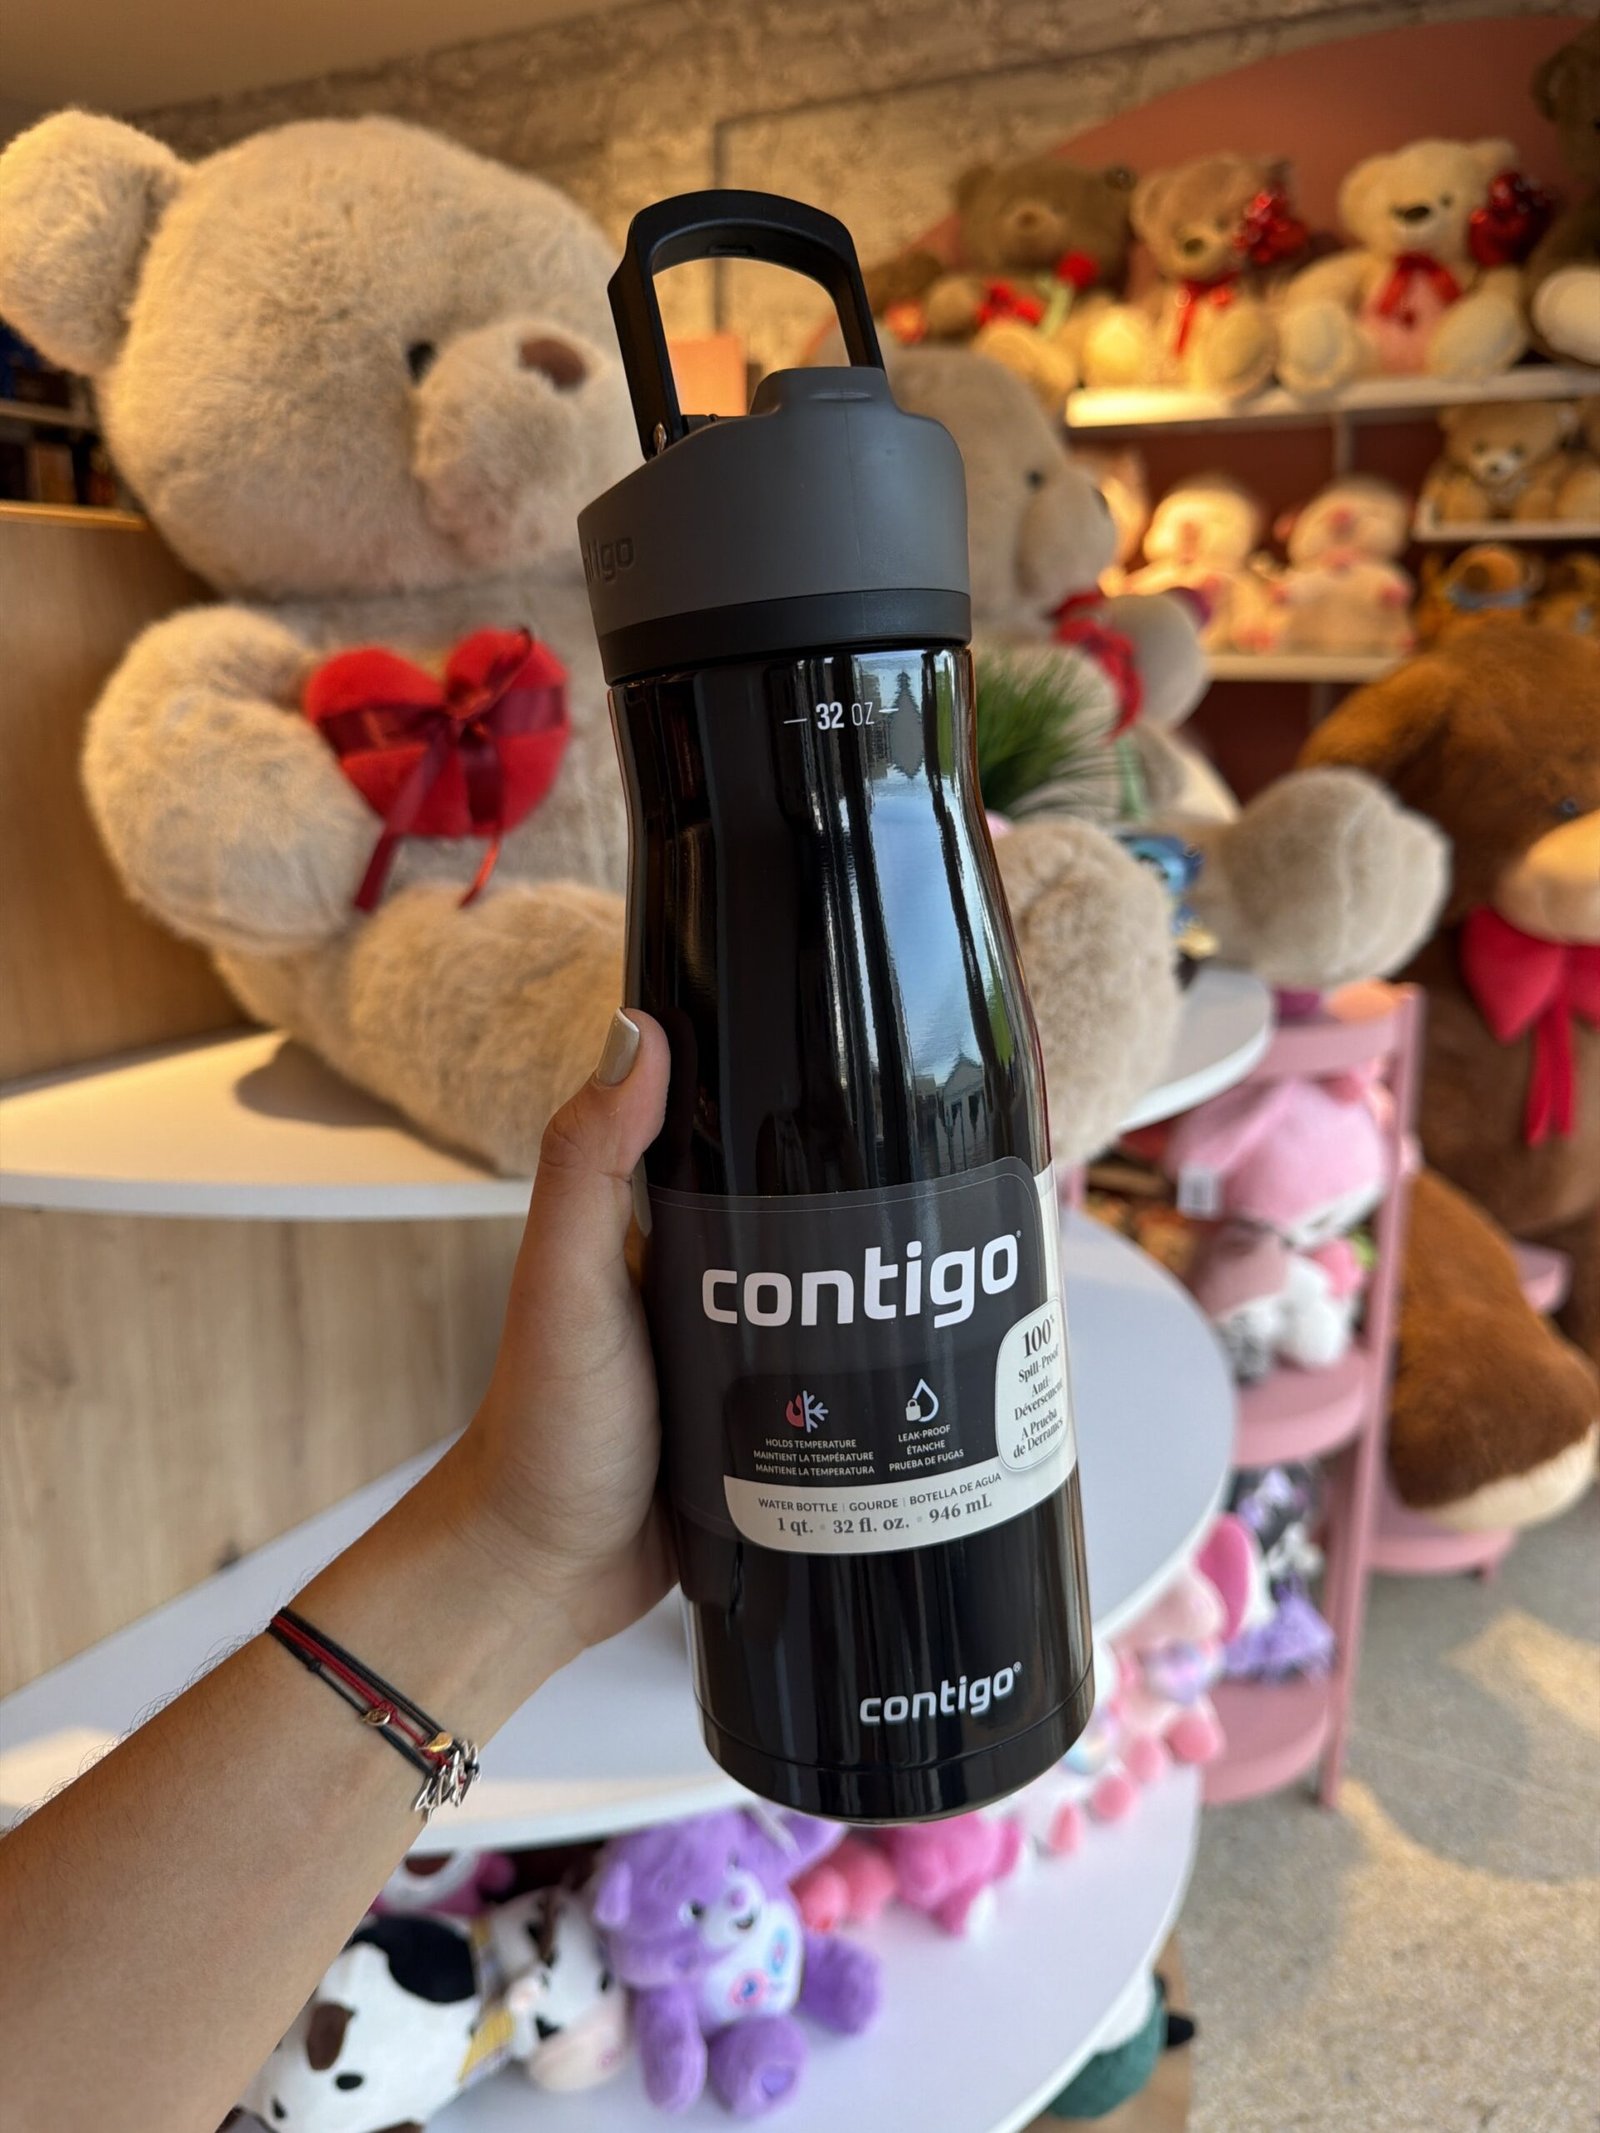 — 32 OZ —
contigo®
100%
Spill-Proof
Anti-
Déversement
A Prueba
de Derrames
HOLDS TEMPERATURE
MAINTIENT LA TEMPÉRATURE
MANTIENE LA TEMPERATURA
LEAK-PROOF
ÉTANCHE
PRUEBA DE FUGAS
WATER BOTTLE | GOURDE | BOTELLA DE AGUA
1 qt. • 32 fl. oz. • 946 mL
contigo®